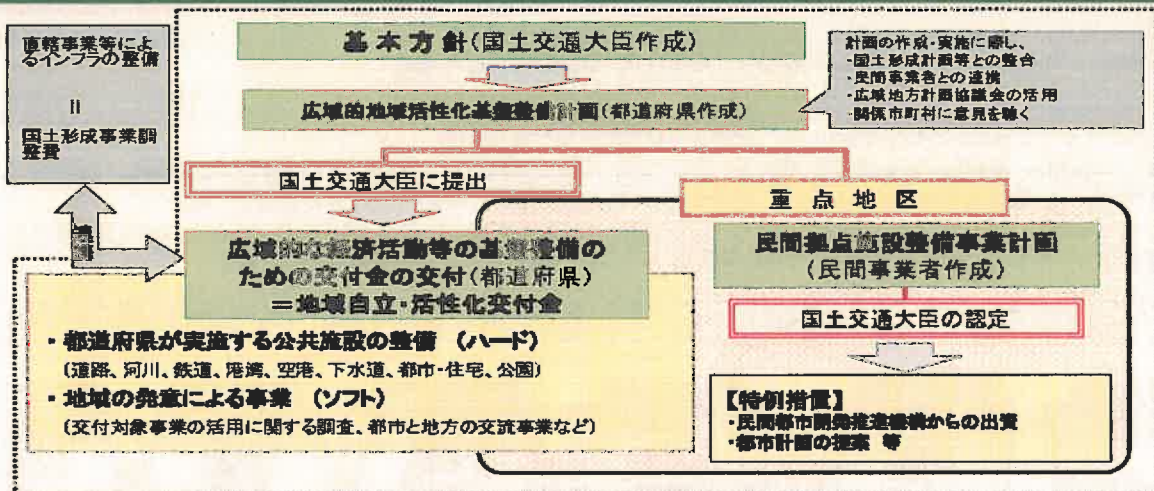 基本方針(国土交通大臣作成)
直轄事業等によ
るインフラの整備
||
国土形成事業調
整費
計画の作成・実施に際し、
・国土形成計画等との整合
・民間事業者との連携
・広域地方計画協議会の活用
・関係市町村に意見を聴く
広域的地域活性化基盤整備計画(都道府県作成)
国土交通大臣に提出
重点地区
広域的な経済活動等の基盤整備の
ための交付金の交付(都道府県)
=地域自立・活性化交付金
民間拠点施設整備事業計画
(民間事業者作成)
国土交通大臣の認定
・都道府県が実施する公共施設の整備 (ハード)
(道路、河川、鉄道、港湾、空港、下水道、都市・住宅、公園)
・地域の発意による事業 (ソフト)
(交付対象事業の活用に関する調査、都市と地方の交流事業など)
【特例措置】
・民間都市開発推進機構からの出資
・都市計画の提案 等